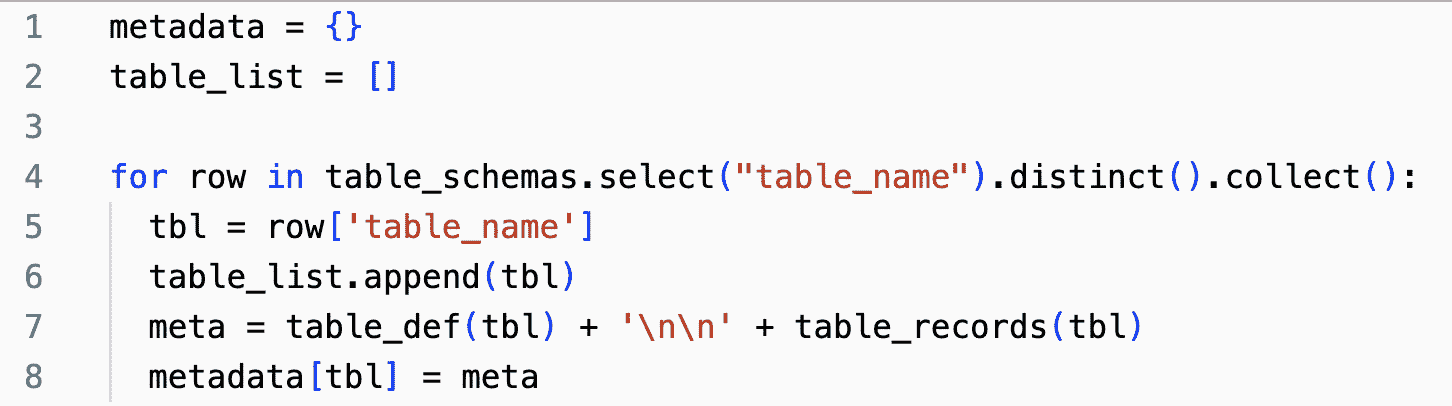 1 metadata = {}
2 table_list = []
3
4 for row in table_schemas.select("table_name").distinct().collect():
5   tbl = row['table_name']
6   table_list.append(tbl)
7   meta = table_def(tbl) + '\n\n' + table_records(tbl)
8   metadata[tbl] = meta